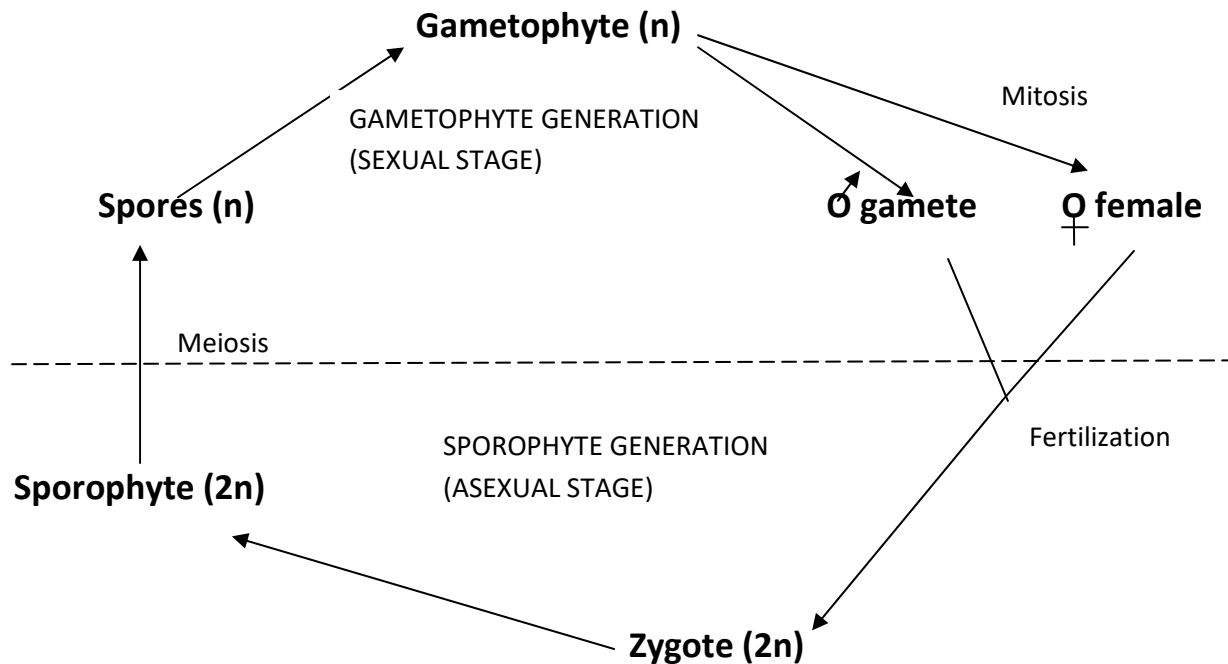 Gametophyte (n)
Mitosis
GAMETOPHYTE GENERATION
(SEXUAL STAGE)
Spores (n)
♂ gamete
♀ female
Meiosis
Fertilization
SPOROPHYTE GENERATION
(ASEXUAL STAGE)
Sporophyte (2n)
Zygote (2n)